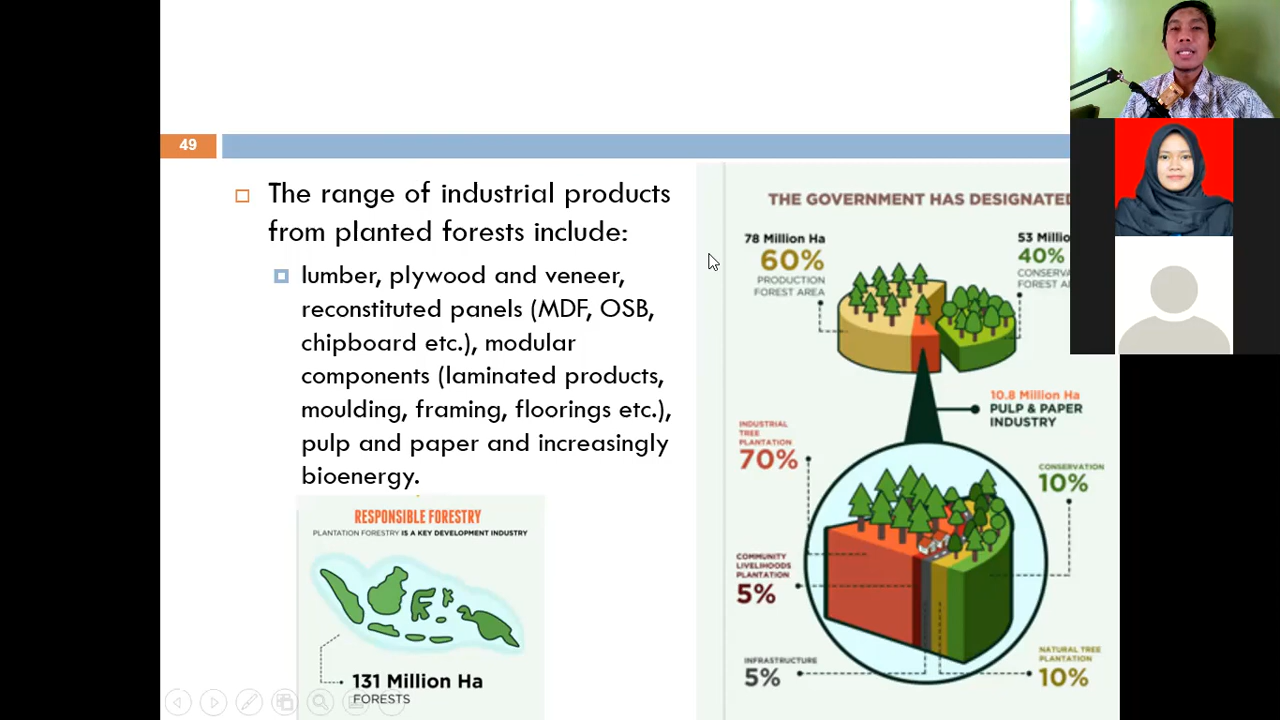 49
The range of industrial products
from planted forests include:
lumber, plywood and veneer,
reconstituted panels (MDF, OSB,
chipboard etc.), modular
components (laminated products,
moulding, framing, floorings etc.),
pulp and paper and increasingly
bioenergy.
RESPONSIBLE FORESTRY
PLANTATION FORESTRY IS A KEY DEVELOPMENT INDUSTRY
131 Million Ha
FORESTS
THE GOVERNMENT HAS DESIGNATED
78 Million Ha
60%
PRODUCTION
FOREST AREA
53 Millio
40%
CONSERVA
FOREST A
10.8 Million Ha
PULP & PAPER
INDUSTRY
INDUSTRIAL
TREE
PLANTATION
70%
CONSERVATION
10%
COMMUNITY
LIVELIHOODS
PLANTATION
5%
INFRASTRUCTURE
5%
NATURAL TREE
PLANTATION
10%